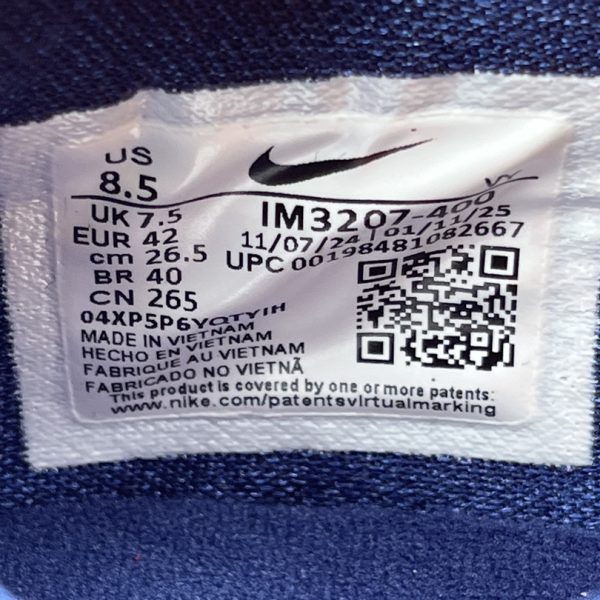 US
8.5
W
UK 7.5
IM3207-400
EUR 42
11/07/24 | 01/11/25
cm 26.5
UPC 00198481082667
BR 40
CN 265
04XP5P6YQTYIH
MADE IN VIETNAM
HECHO EN VIETNAM
FABRIQUE AU VIETNAM
FABRICADO NO VIETNÃ
This product is covered by one or more patents:
www.nike.com/patentsvirtualmarking